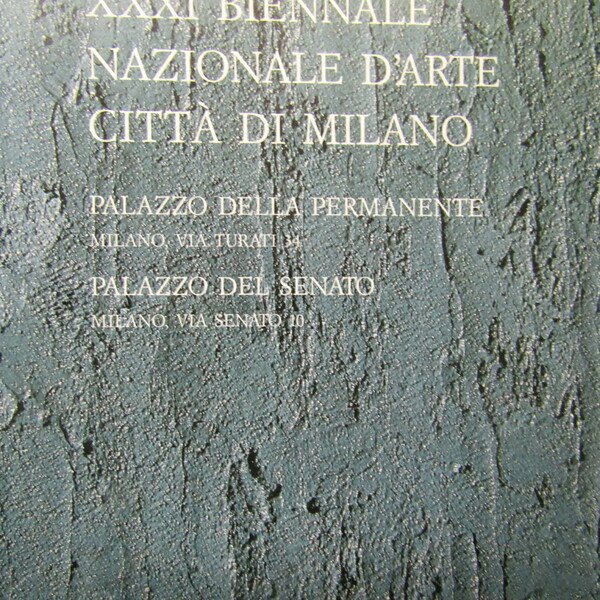 XXXI BIENNALE
NAZIONALE D'ARTE
CITTÀ DI MILANO
PALAZZO DELLA PERMANENTE
MILANO, VIA TURATI 34
PALAZZO DEL SENATO
MILANO, VIA SENATO 10